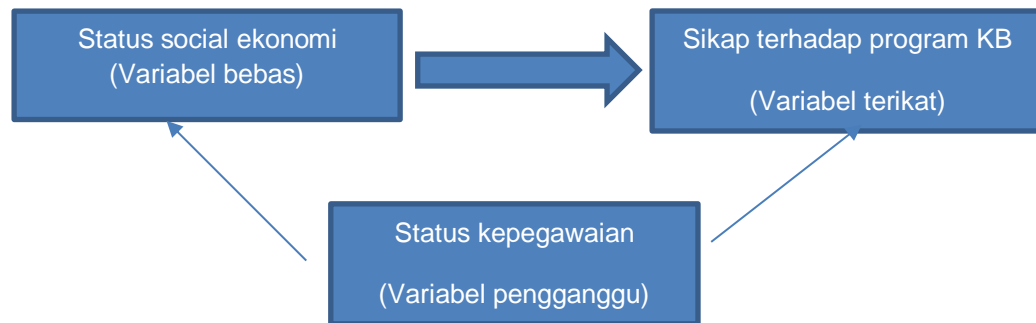 Status social ekonomi
(Variabel bebas)
Sikap terhadap program KB
(Variabel terikat)
Status kepegawaian
(Variabel pengganggu)